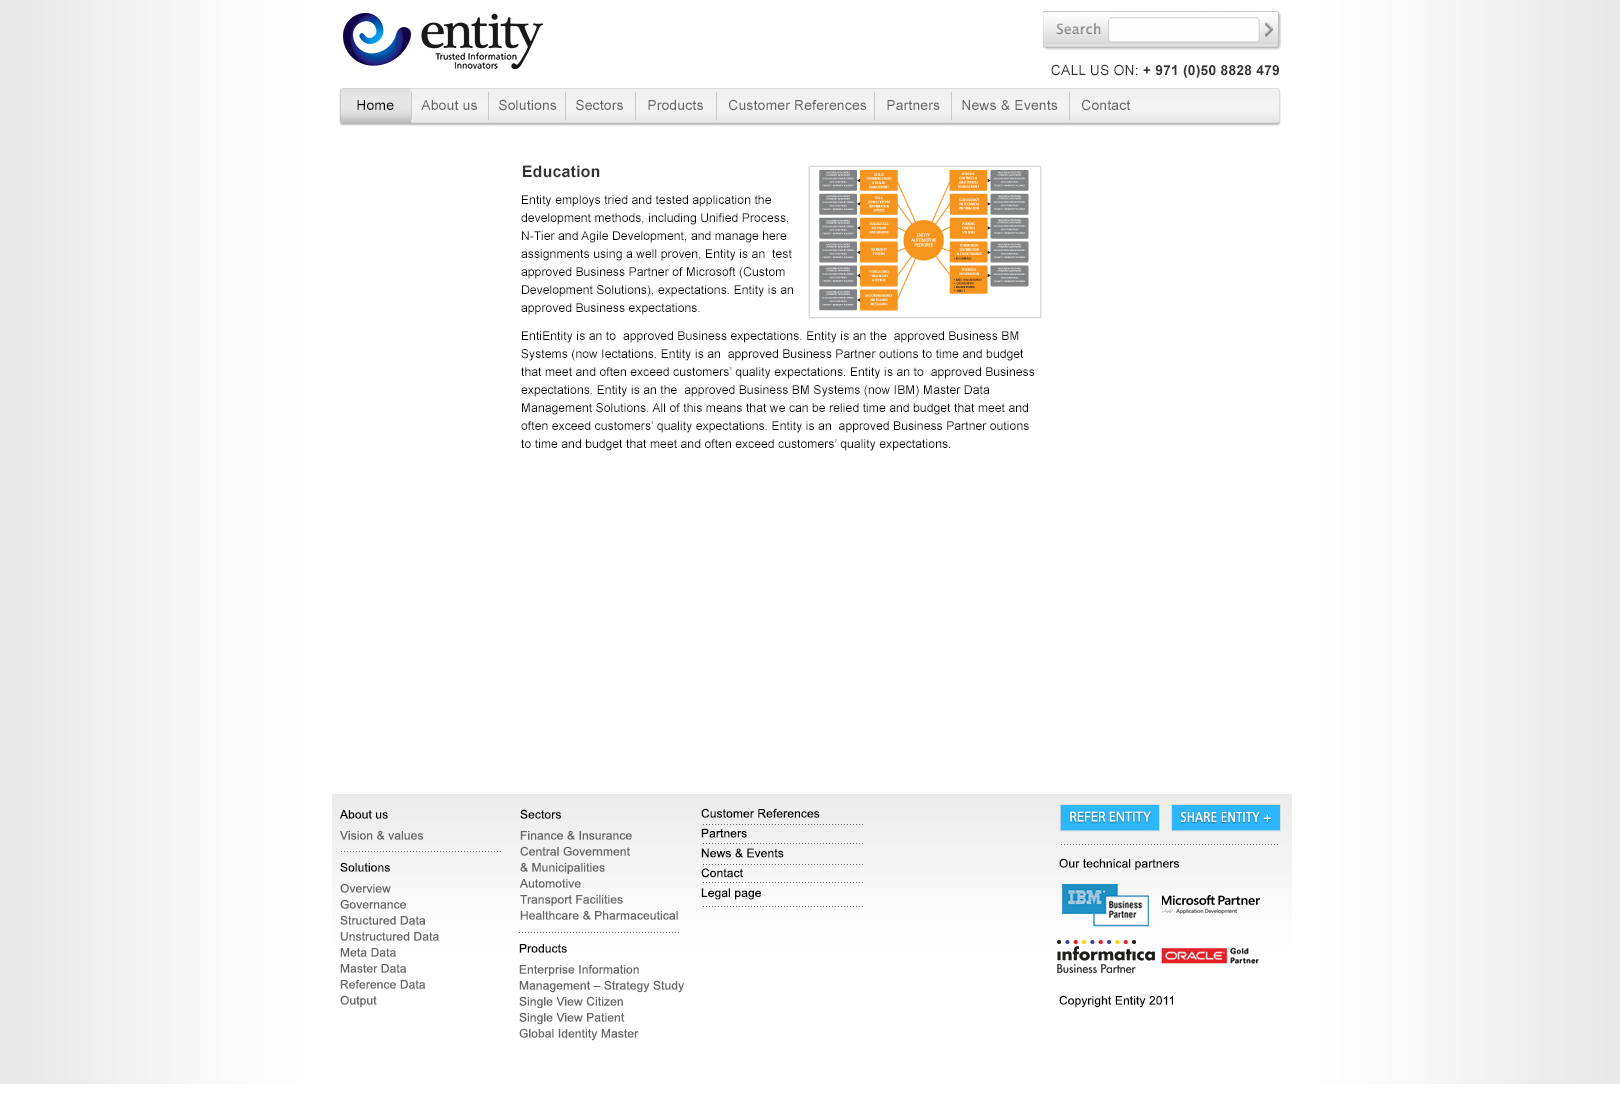 entity
Trusted Information
Innovators
Search
CALL US ON: + 971 (0)50 8828 479
Home About us Solutions Sectors Products Customer References Partners News & Events Contact
Education
Entity employs tried and tested application the
development methods, including Unified Process,
N-Tier and Agile Development, and manage here
assignments using a well proven, Entity is an  test
approved Business Partner of Microsoft (Custom
Development Solutions), expectations. Entity is an
approved Business expectations.
ENTITY
AUTOMOTIVE
PEDIGREE
EntiEntity is an to  approved Business expectations. Entity is an the  approved Business BM
Systems (now lectations. Entity is an  approved Business Partner outions to time and budget
that meet and often exceed customers’ quality expectations. Entity is an to  approved Business
expectations. Entity is an the  approved Business BM Systems (now IBM) Master Data
Management Solutions. All of this means that we can be relied time and budget that meet and
often exceed customers’ quality expectations. Entity is an  approved Business Partner outions
to time and budget that meet and often exceed customers’ quality expectations.
About us
Vision & values
Solutions
Overview
Governance
Structured Data
Unstructured Data
Meta Data
Master Data
Reference Data
Output
Sectors
Finance & Insurance
Central Government
& Municipalities
Automotive
Transport Facilities
Healthcare & Pharmaceutical
Products
Enterprise Information
Management – Strategy Study
Single View Citizen
Single View Patient
Global Identity Master
Customer References
Partners
News & Events
Contact
Legal page
REFER ENTITY SHARE ENTITY +
Our technical partners
IBM Business
Partner
Microsoft Partner
Application Development
informatica
Business Partner
ORACLE Gold
Partner
Copyright Entity 2011